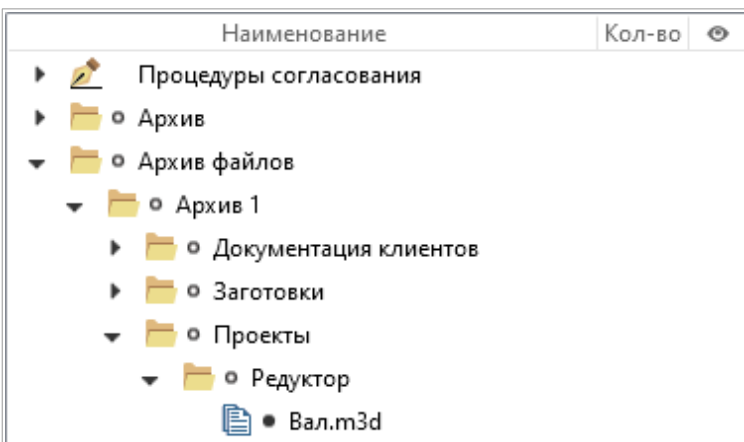 Наименование Кол-во
Процедуры согласования
Архив
Архив файлов
Архив 1
Документация клиентов
Заготовки
Проекты
Редуктор
Вал.m3d